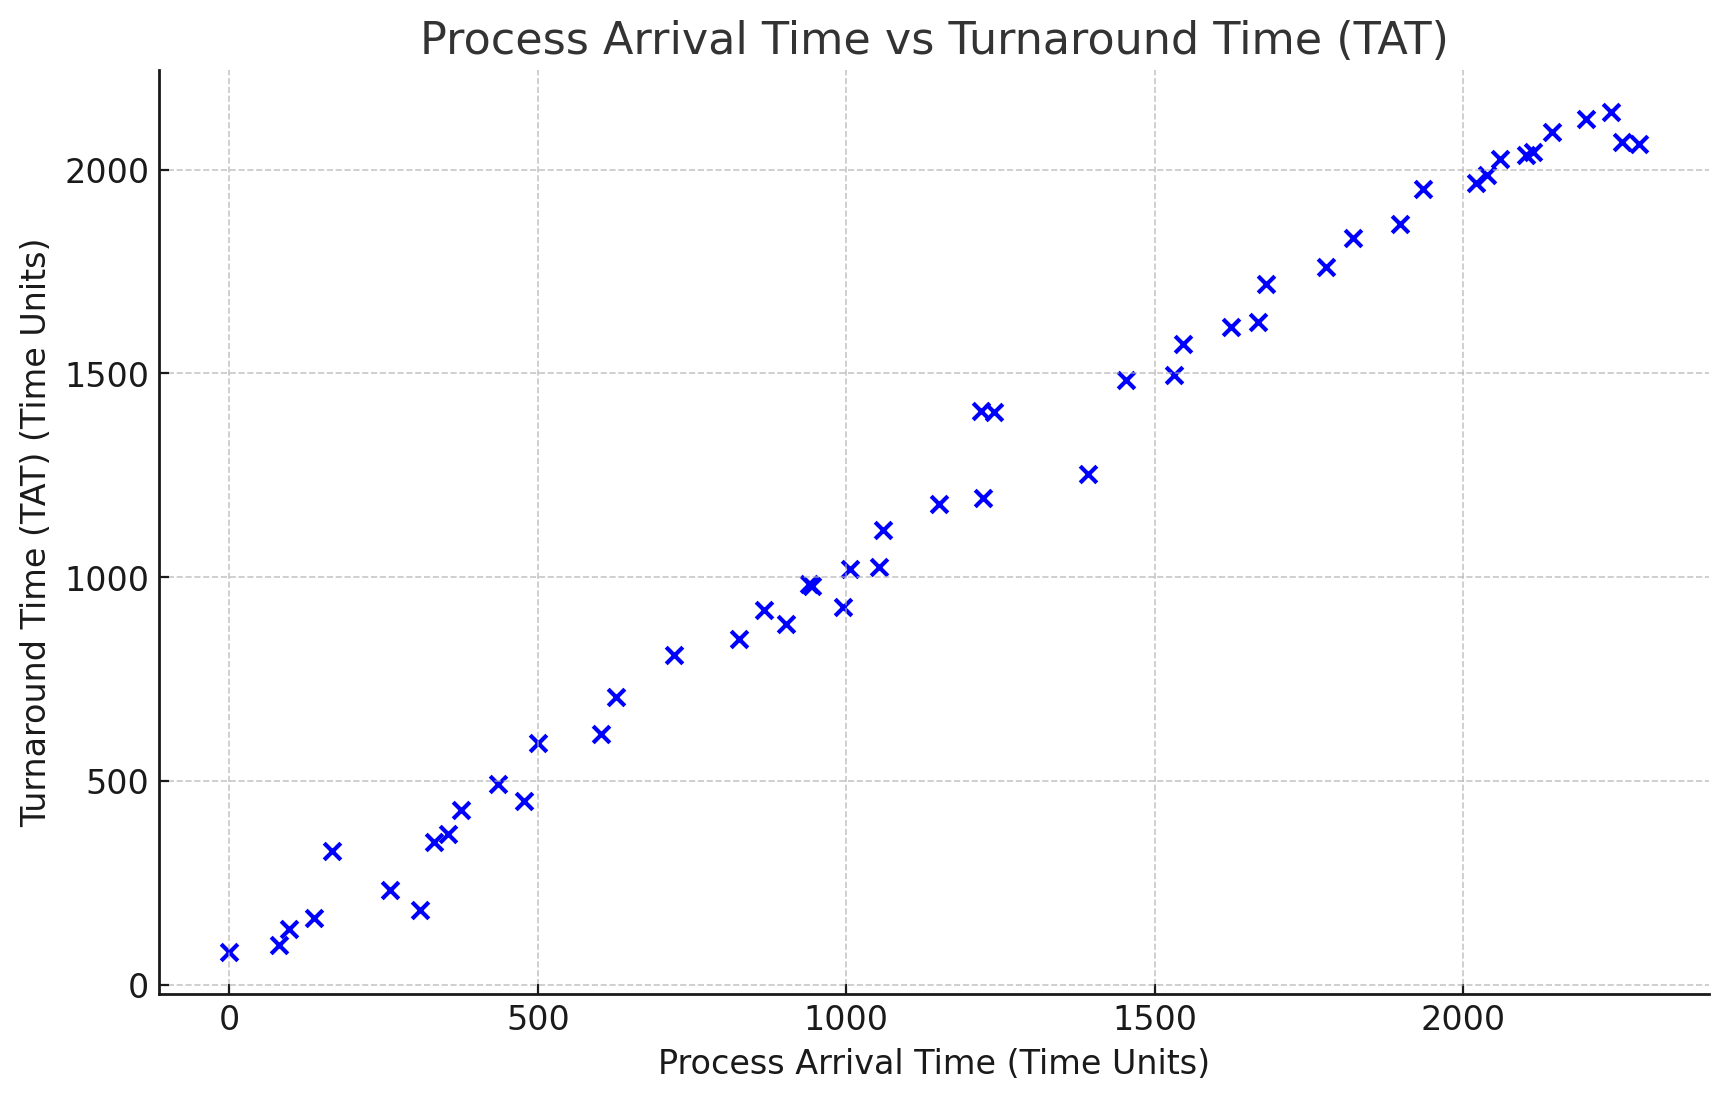 Process Arrival Time vs Turnaround Time (TAT)
Turnaround Time (TAT) (Time Units)
2000
1500
1000
500
0
0 500 1000 1500 2000
Process Arrival Time (Time Units)